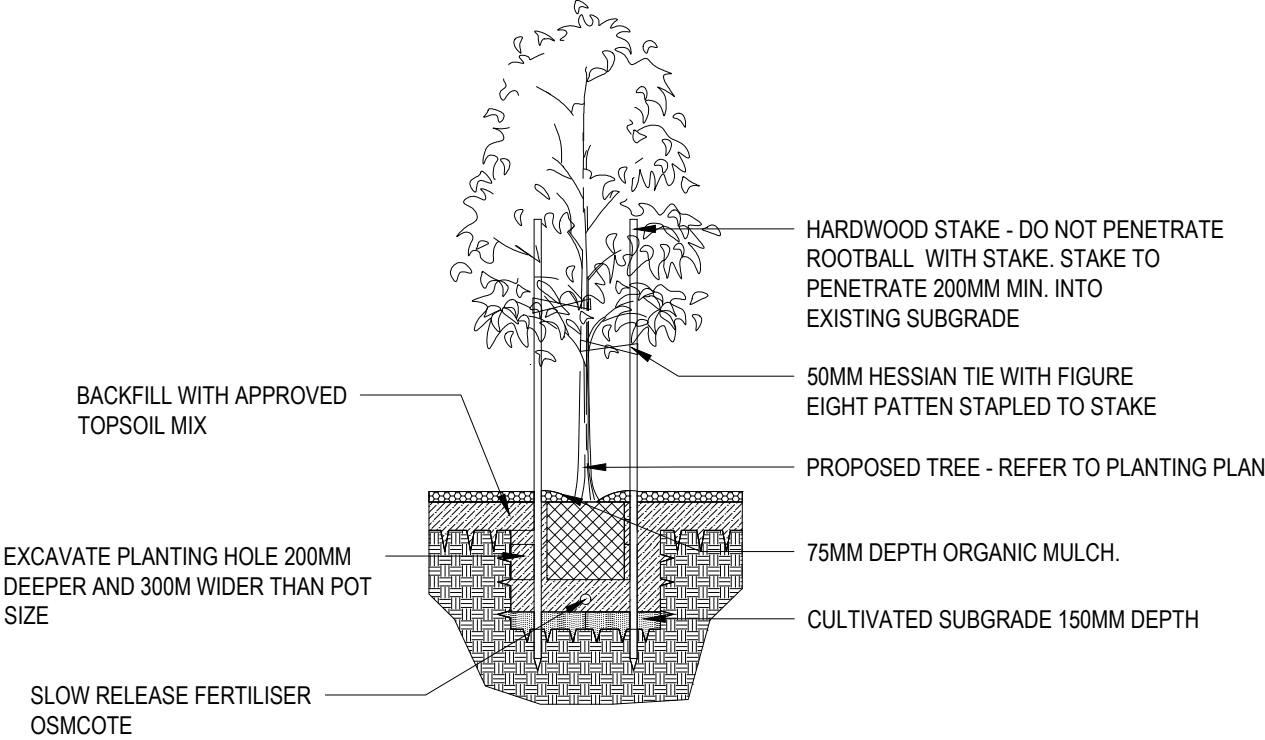 HARDWOOD STAKE - DO NOT PENETRATE
ROOTBALL WITH STAKE. STAKE TO
PENETRATE 200MM MIN. INTO
EXISTING SUBGRADE
50MM HESSIAN TIE WITH FIGURE
EIGHT PATTEN STAPLED TO STAKE
PROPOSED TREE - REFER TO PLANTING PLAN
75MM DEPTH ORGANIC MULCH.
CULTIVATED SUBGRADE 150MM DEPTH
BACKFILL WITH APPROVED
TOPSOIL MIX
EXCAVATE PLANTING HOLE 200MM
DEEPER AND 300M WIDER THAN POT
SIZE
SLOW RELEASE FERTILISER
OSMCOTE